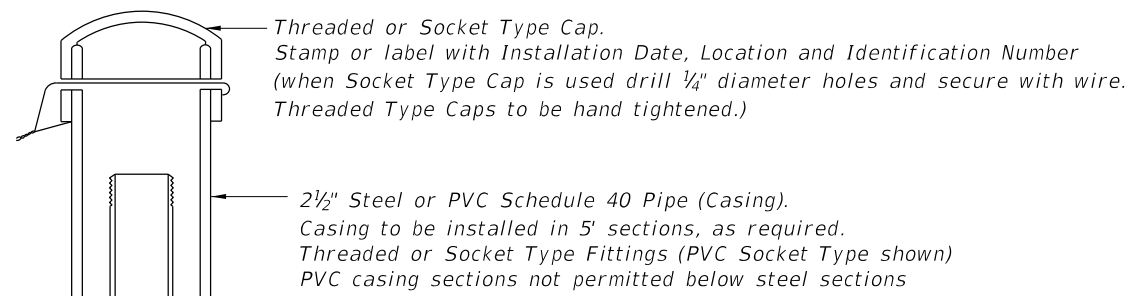 Threaded or Socket Type Cap.
Stamp or label with Installation Date, Location and Identification Number
(when Socket Type Cap is used drill ¼" diameter holes and secure with wire.
Threaded Type Caps to be hand tightened.)
2½" Steel or PVC Schedule 40 Pipe (Casing).
Casing to be installed in 5' sections, as required.
Threaded or Socket Type Fittings (PVC Socket Type shown)
PVC casing sections not permitted below steel sections